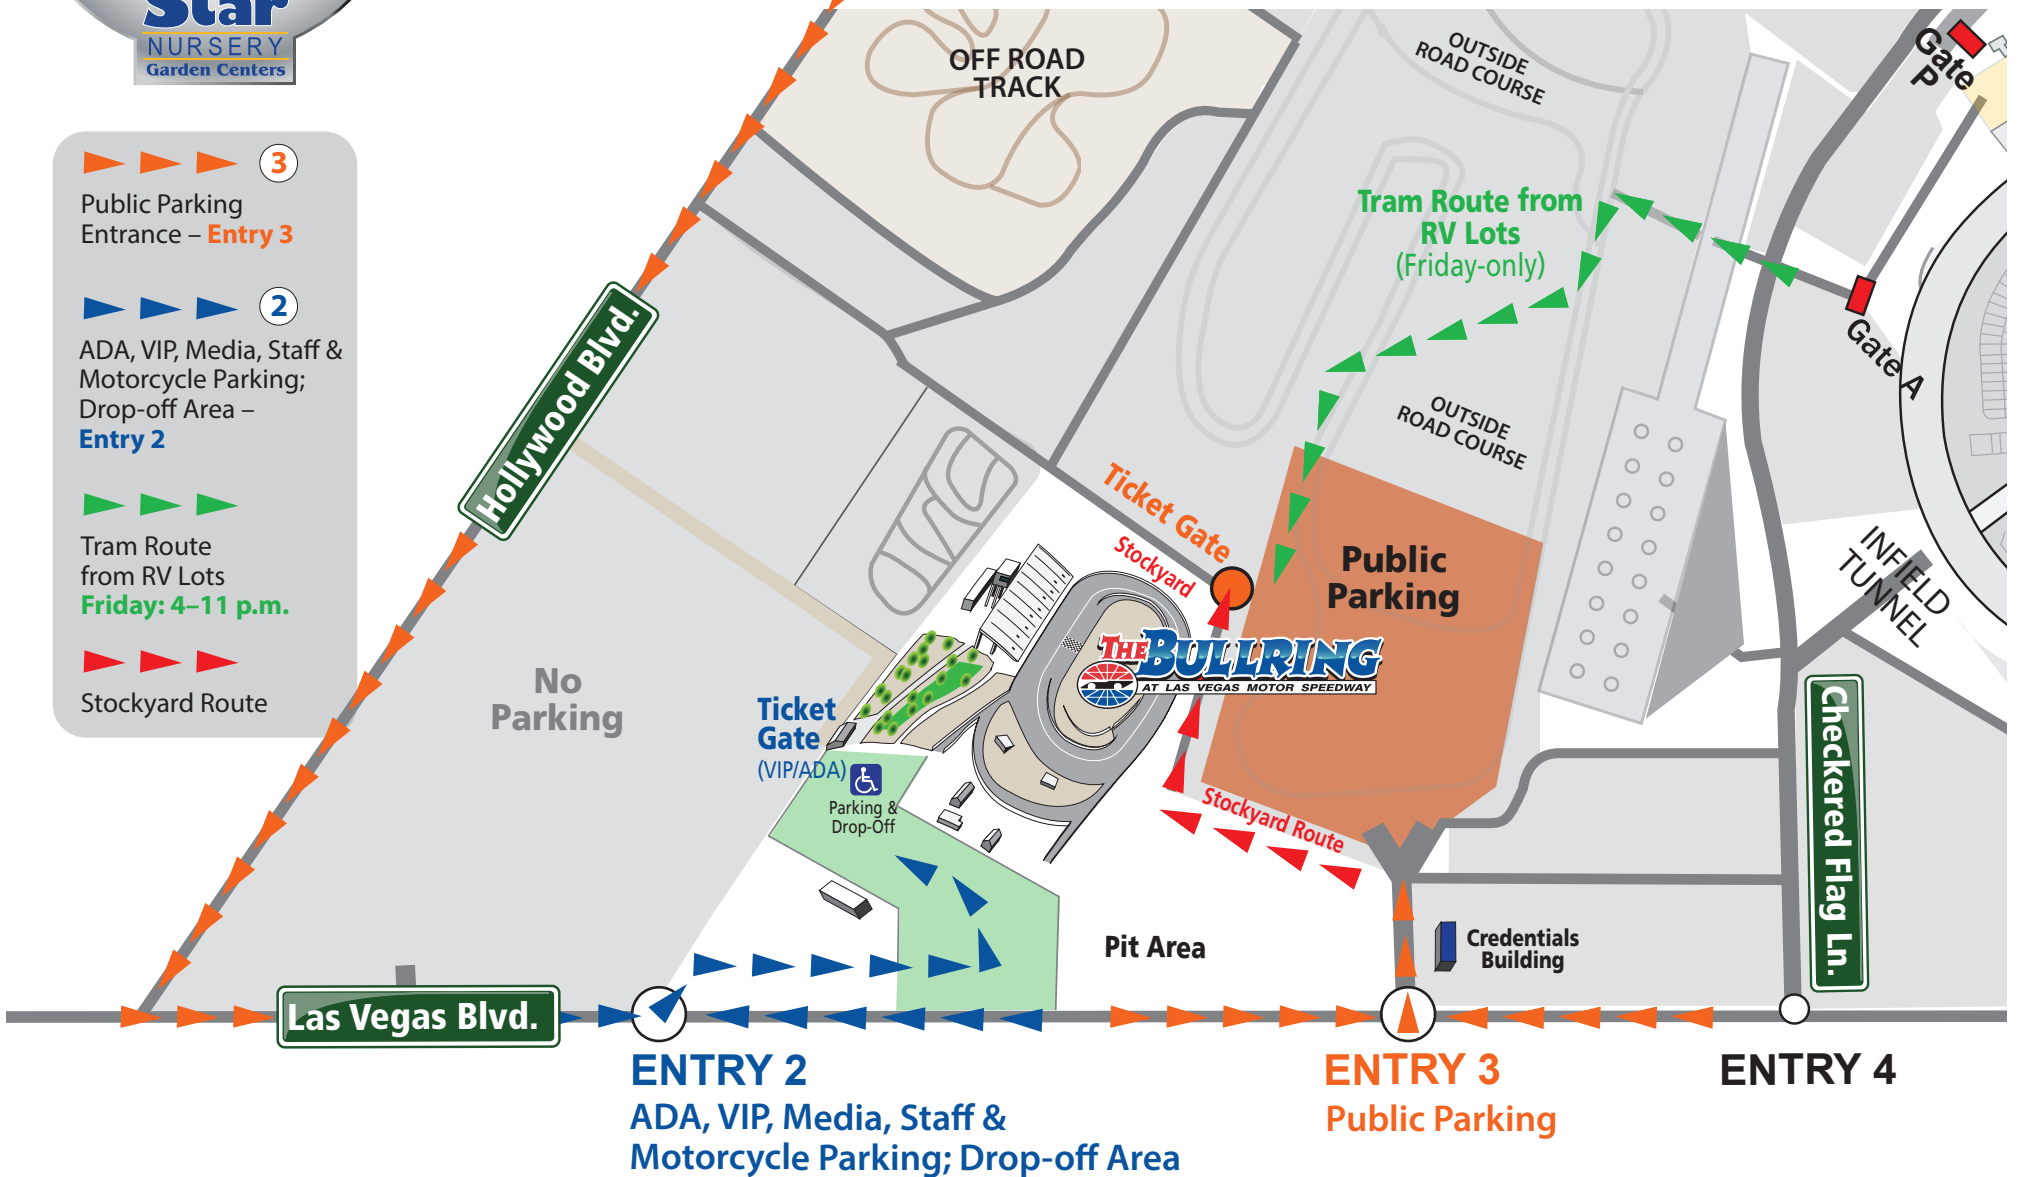 Star
NURSERY
Garden Centers
3
Public Parking
Entrance – Entry 3
2
ADA, VIP, Media, Staff &
Motorcycle Parking;
Drop-off Area –
Entry 2
Tram Route
from RV Lots
Friday: 4–11 p.m.
Stockyard Route
OFF ROAD
TRACK
OUTSIDE
ROAD COURSE
Gate
P
Tram Route from
RV Lots
(Friday-only)
Gate A
Hollywood Blvd.
OUTSIDE
ROAD COURSE
Ticket Gate
Stockyard
Public
Parking
INFIELD
TUNNEL
THE BULLRING
AT LAS VEGAS MOTOR SPEEDWAY
No
Parking
Ticket
Gate
(VIP/ADA)
Parking &
Drop-Off
Stockyard Route
Checkered Flag Ln.
Pit Area
Credentials
Building
Las Vegas Blvd.
ENTRY 2
ADA, VIP, Media, Staff &
Motorcycle Parking; Drop-off Area
ENTRY 3
Public Parking
ENTRY 4